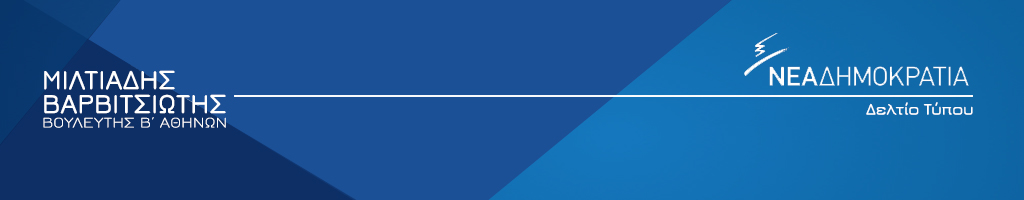 ΜΙΛΤΙΑΔΗΣ
ΒΑΡΒΙΤΣΙΩΤΗΣ
ΒΟΥΛΕΥΤΗΣ Β΄ ΑΘΗΝΩΝ
ΝΕΑΔΗΜΟΚΡΑΤΙΑ
Δελτίο Τύπου